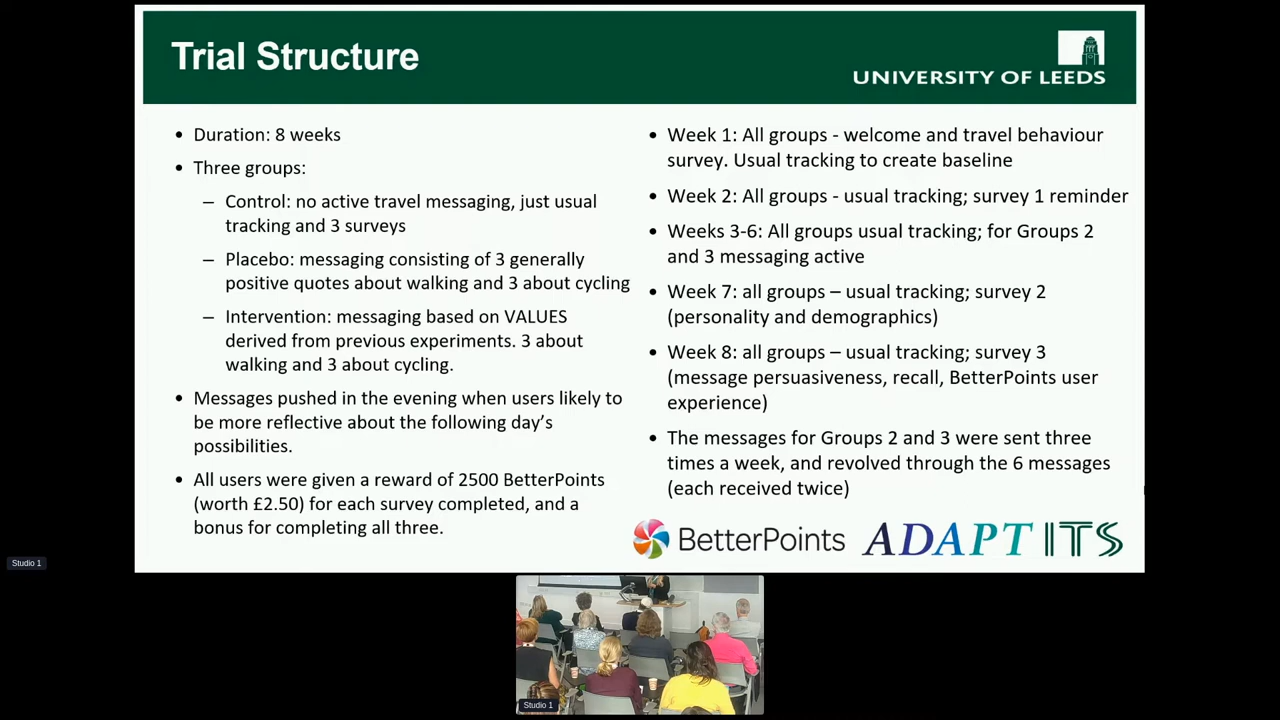 Trial Structure
UNIVERSITY OF LEEDS
• Duration: 8 weeks
• Three groups:
– Control: no active travel messaging, just usual
tracking and 3 surveys
– Placebo: messaging consisting of 3 generally
positive quotes about walking and 3 about cycling
– Intervention: messaging based on VALUES
derived from previous experiments. 3 about
walking and 3 about cycling.
• Messages pushed in the evening when users likely to
be more reflective about the following day's
possibilities.
• All users were given a reward of 2500 BetterPoints
(worth £2.50) for each survey completed, and a
bonus for completing all three.
• Week 1: All groups - welcome and travel behaviour
survey. Usual tracking to create baseline
• Week 2: All groups - usual tracking; survey 1 reminder
• Weeks 3-6: All groups usual tracking; for Groups 2
and 3 messaging active
• Week 7: all groups – usual tracking; survey 2
(personality and demographics)
• Week 8: all groups – usual tracking; survey 3
(message persuasiveness, recall, BetterPoints user
experience)
• The messages for Groups 2 and 3 were sent three
times a week, and revolved through the 6 messages
(each received twice)
BetterPoints
ADAPT
ITS
Studio 1
Studio 1